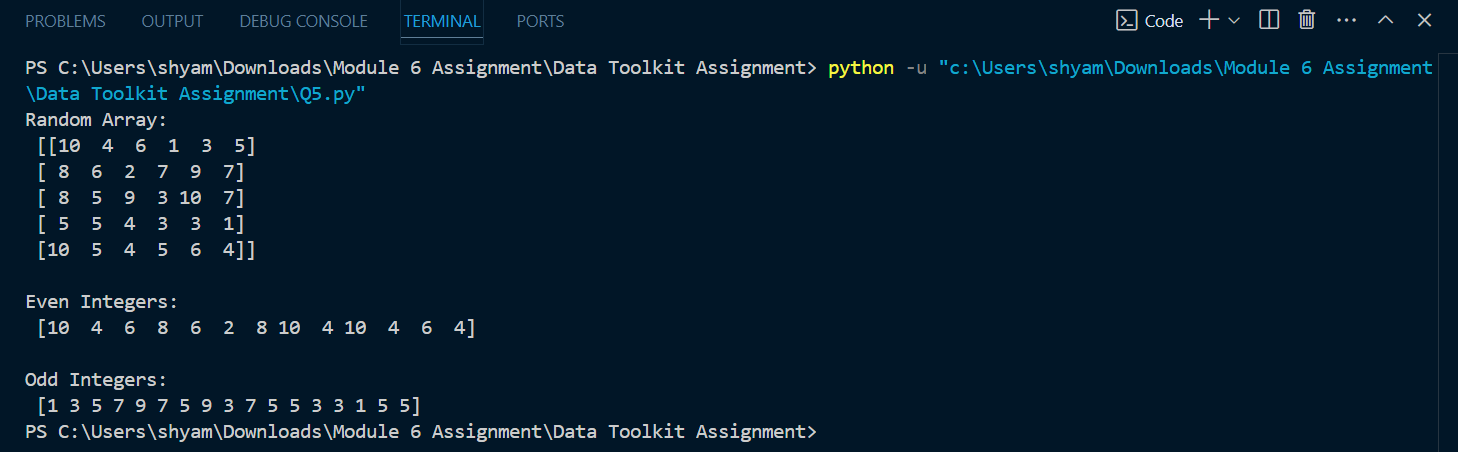 PROBLEMS OUTPUT DEBUG CONSOLE TERMINAL PORTS Code
PS C:\Users\shyam\Downloads\Module 6 Assignment\Data Toolkit Assignment> python -u "c:\Users\shyam\Downloads\Module 6 Assignment
\Data Toolkit Assignment\Q5.py"
Random Array:
 [[10  4  6  1  3  5]
 [ 8  6  2  7  9  7]
 [ 8  5  9  3 10  7]
 [ 5  5  4  3  3  1]
 [10  5  4  5  6  4]]
Even Integers:
 [10  4  6  8  6  2  8 10  4 10  4  6  4]
Odd Integers:
 [1 3 5 7 9 7 5 9 3 7 5 5 3 3 1 5 5]
PS C:\Users\shyam\Downloads\Module 6 Assignment\Data Toolkit Assignment>